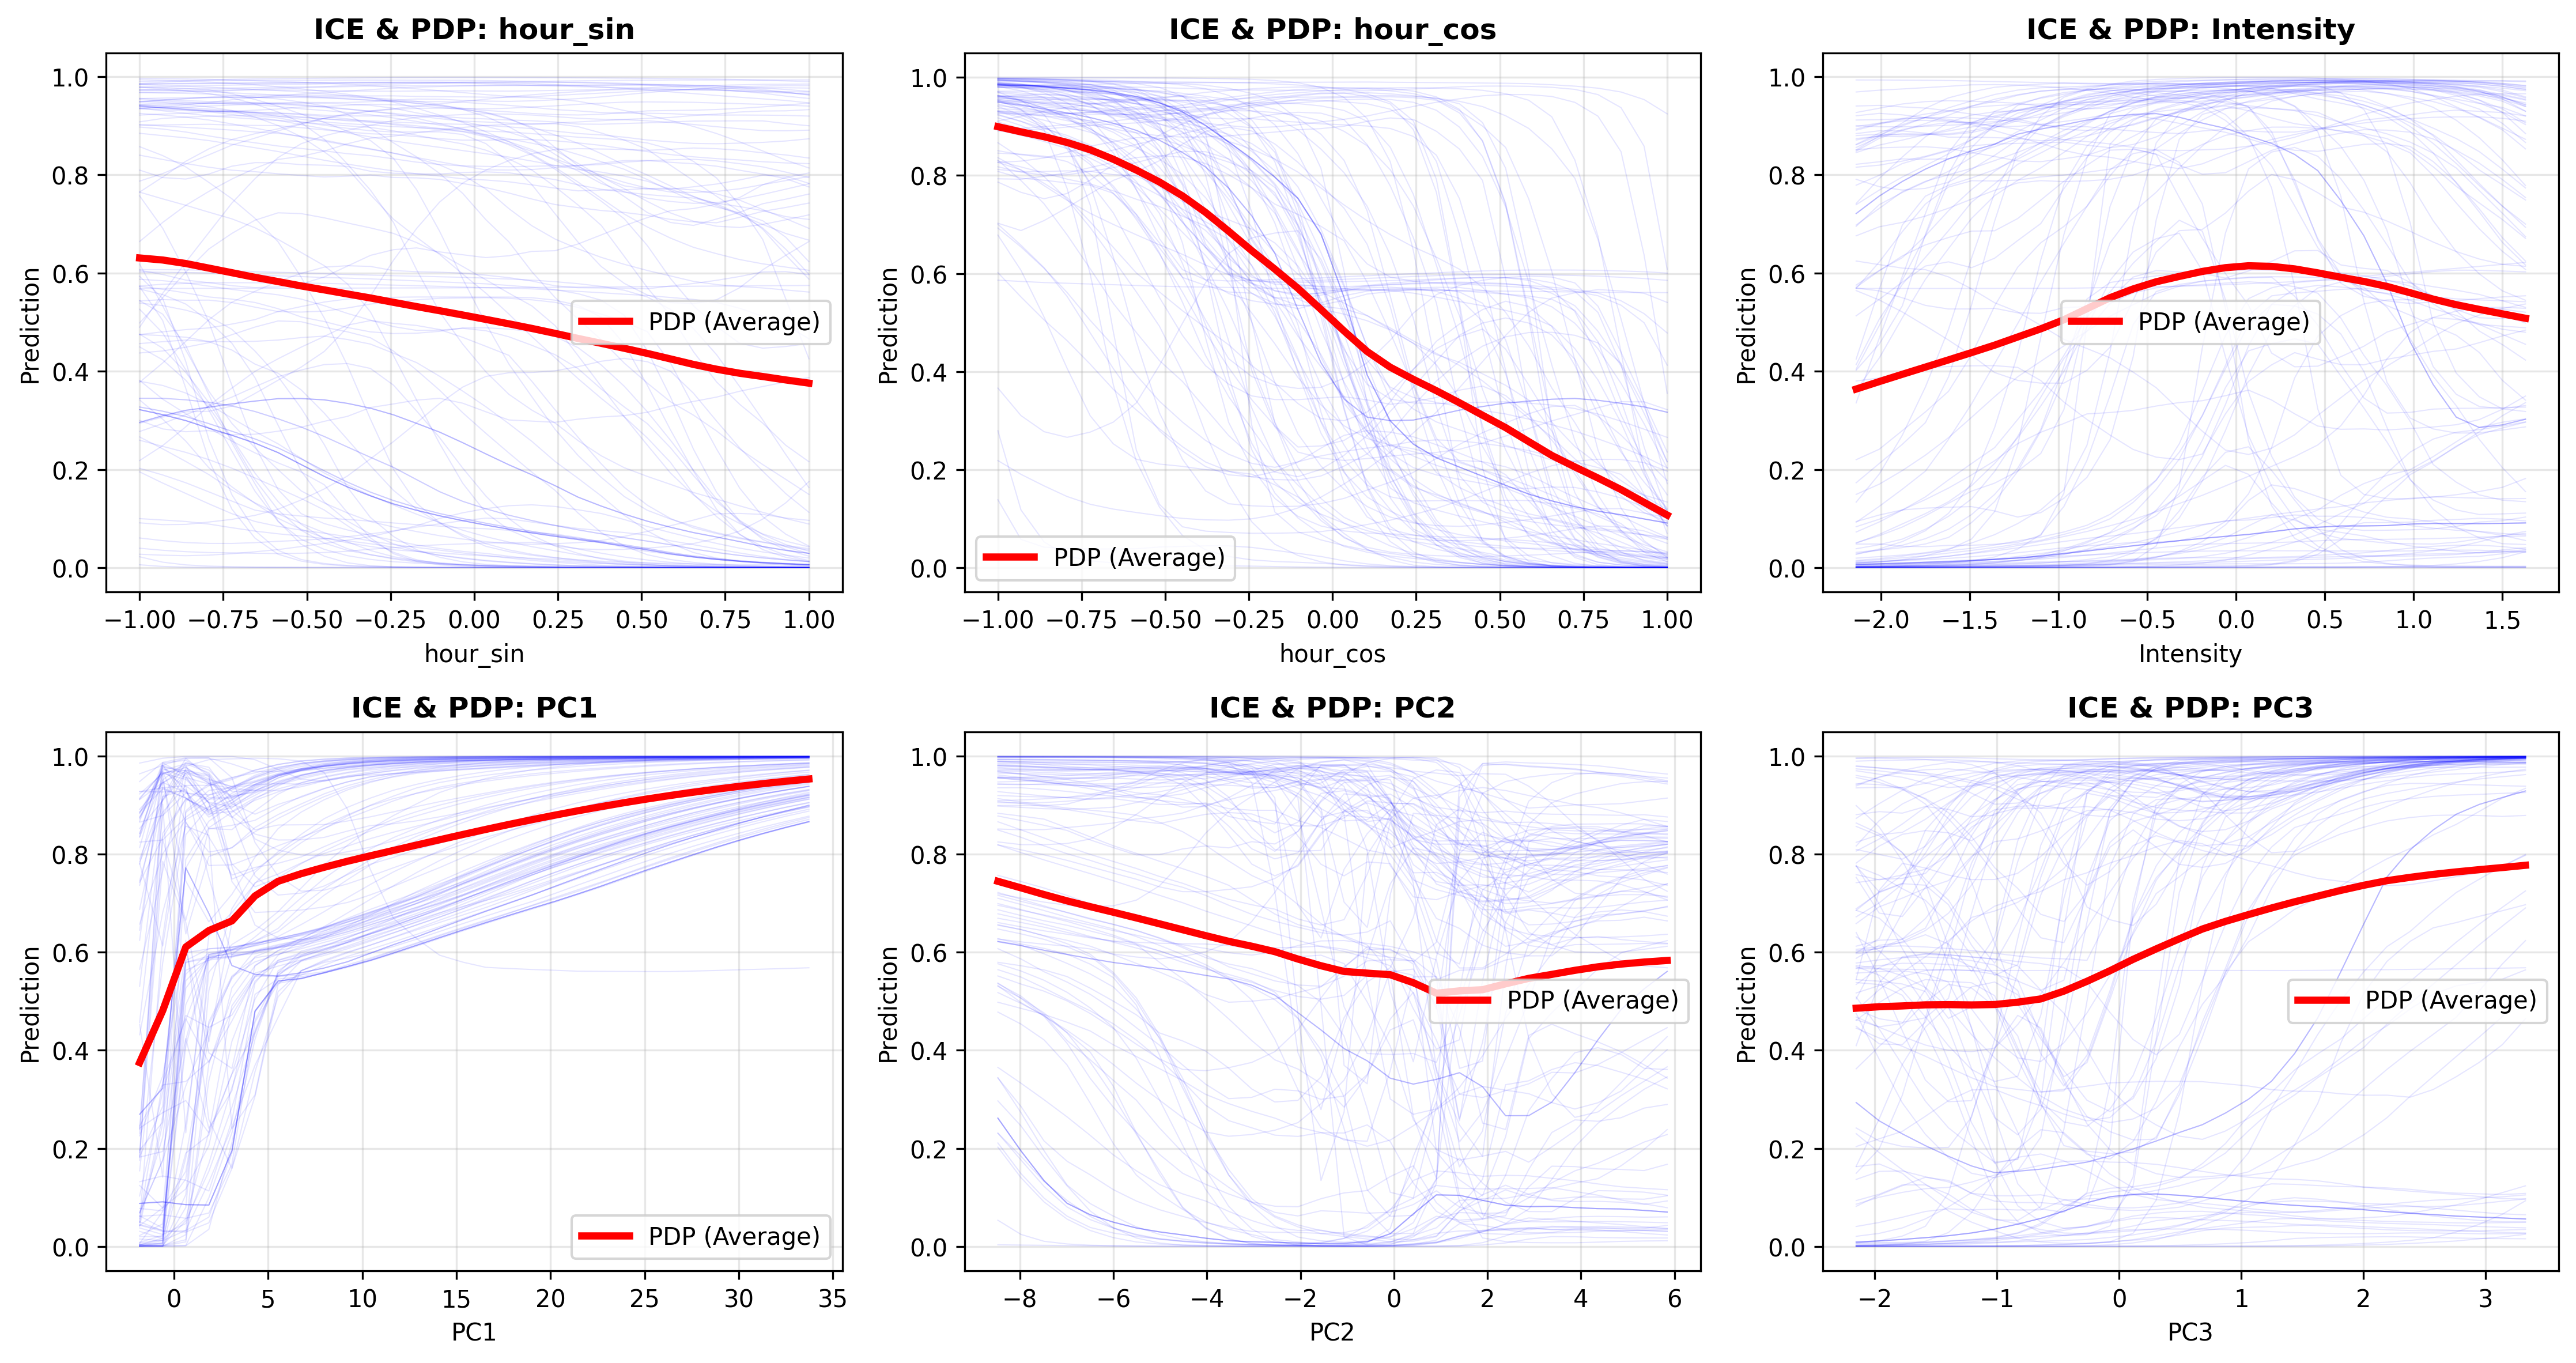 ICE & PDP: hour_sin
Prediction
1.0
0.8
0.6
0.4
0.2
0.0
PDP (Average)
−1.00 −0.75 −0.50 −0.25 0.00 0.25 0.50 0.75 1.00
hour_sin
ICE & PDP: hour_cos
Prediction
1.0
0.8
0.6
0.4
0.2
0.0
PDP (Average)
−1.00 −0.75 −0.50 −0.25 0.00 0.25 0.50 0.75 1.00
hour_cos
ICE & PDP: Intensity
Prediction
1.0
0.8
0.6
0.4
0.2
0.0
PDP (Average)
−2.0 −1.5 −1.0 −0.5 0.0 0.5 1.0 1.5
Intensity
ICE & PDP: PC1
Prediction
1.0
0.8
0.6
0.4
0.2
0.0
PDP (Average)
0 5 10 15 20 25 30 35
PC1
ICE & PDP: PC2
Prediction
1.0
0.8
0.6
0.4
0.2
0.0
PDP (Average)
−8 −6 −4 −2 0 2 4 6
PC2
ICE & PDP: PC3
Prediction
1.0
0.8
0.6
0.4
0.2
0.0
PDP (Average)
−2 −1 0 1 2 3
PC3